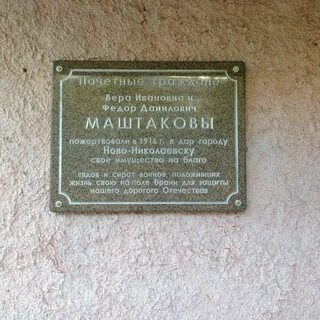 Почетные граждане
Вера Ивановна и
Федор Данилович
МАШТАКОВЫ
пожертвовали в 1916 г. в дар городу
Ново-Николаевску
свое имущество на благо
«вдов и сирот воинов, положивших
жизнь свою на поле брани для защиты
нашего дорогого Отечества»